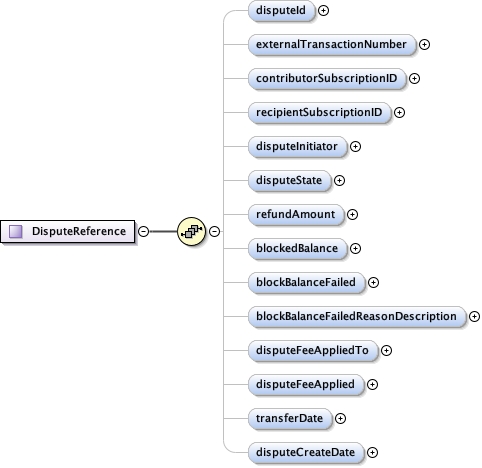 disputeId
externalTransactionNumber
contributorSubscriptionID
recipientSubscriptionID
disputeInitiator
disputeState
refundAmount
DisputeReference
blockedBalance
blockBalanceFailed
blockBalanceFailedReasonDescription
disputeFeeAppliedTo
disputeFeeApplied
transferDate
disputeCreateDate